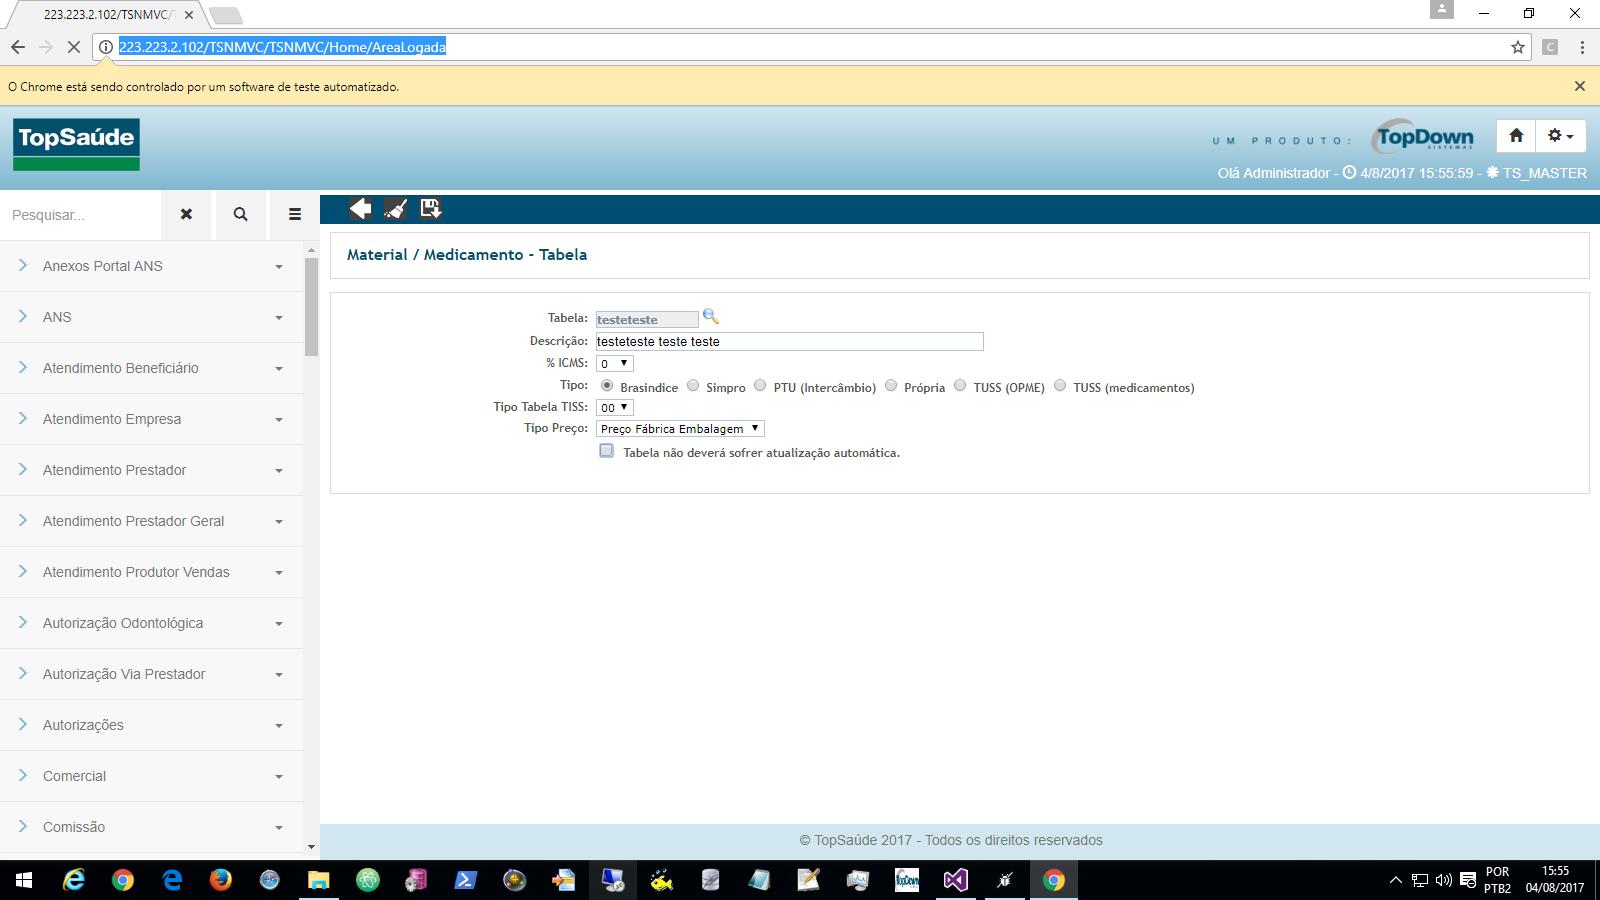 223.223.2.102/TSNMVC/T
223.223.2.102/TSNMVC/TSNMVC/Home/AreaLogada
C
O Chrome está sendo controlado por um software de teste automatizado.
TopSaúde
UM PRODUTO:
TopDown
SISTEMAS
Olá Administrador - 4/8/2017 15:55:59 - TS_MASTER
Pesquisar...
Material / Medicamento - Tabela
Anexos Portal ANS
ANS
Atendimento Beneficiário
Atendimento Empresa
Atendimento Prestador
Atendimento Prestador Geral
Atendimento Produtor Vendas
Autorização Odontológica
Autorização Via Prestador
Autorizações
Comercial
Comissão
Tabela: testeteste
Descrição: testeteste teste teste
% ICMS: 0
Tipo: Brasindice Simpro PTU (Intercâmbio) Própria TUSS (OPME) TUSS (medicamentos)
Tipo Tabela TISS: 00
Tipo Preço: Preço Fábrica Embalagem
Tabela não deverá sofrer atualização automática.
© TopSaúde 2017 - Todos os direitos reservados
TopDown
POR
PTB2
15:55
04/08/2017